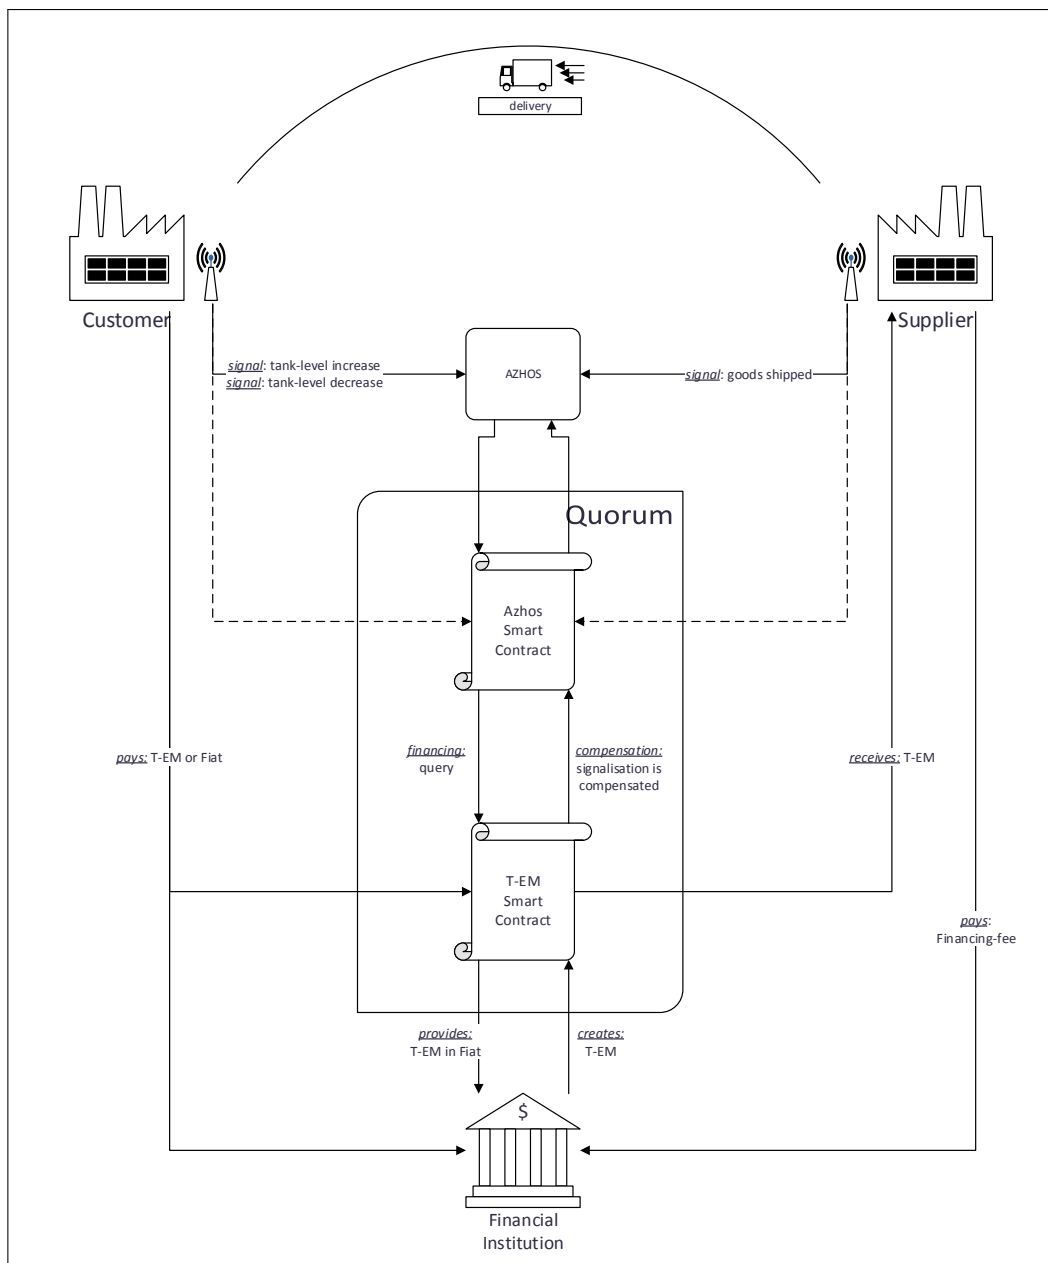 delivery
Customer
Supplier
signal: tank-level increase
signal: tank-level decrease
AZHOS
signal: goods shipped
Quorum
Azhos
Smart
Contract
pays: T-EM or Fiat
financing:
query
compensation:
signalisation is
compensated
receives: T-EM
T-EM
Smart
Contract
pays:
Financing-fee
provides:
T-EM in Fiat
creates:
T-EM
$
Financial
Institution